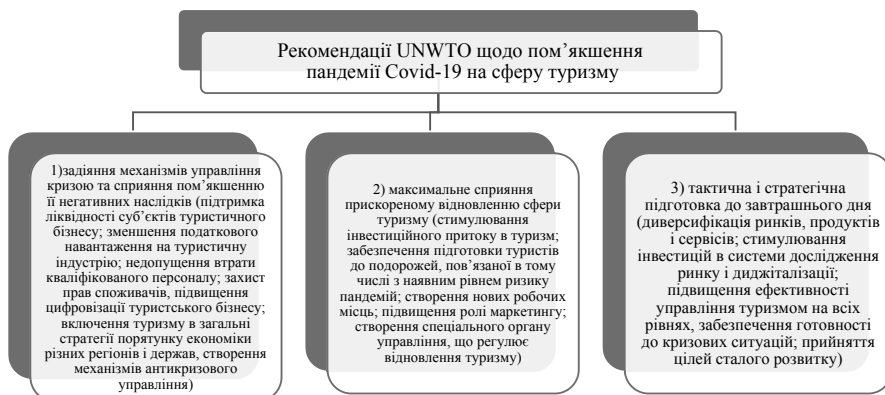 Рекомендації UNWTO щодо пом’якшення
пандемії Covid-19 на сферу туризму
1)задіяння механізмів управління
кризою та сприяння пом’якшенню
її негативних наслідків (підтримка
ліквідності суб’єктів туристичного
бізнесу; зменшення податкового
навантаження на туристичну
індустрію; недопущення втрати
кваліфікованого персоналу; захист
прав споживачів, підвищення
цифровізації туристського бізнесу;
включення туризму в загальні
стратегії порятунку економіки
різних регіонів і держав, створення
механізмів антикризового
управління)
2) максимальне сприяння
прискореному відновленню сфери
туризму (стимулювання
інвестиційного притоку в туризм;
забезпечення підготовки туристів
до подорожей, пов’язаної в тому
числі з наявним рівнем ризику
пандемій; створення нових робочих
місць; підвищення ролі маркетингу;
створення спеціального органу
управління, що регулює
відновлення туризму)
3) тактична і стратегічна
підготовка до завтрашнього дня
(диверсифікація ринків, продуктів
і сервісів; стимулювання
інвестицій в системи дослідження
ринку і диджіталізації;
підвищення ефективності
управління туризмом на всіх
рівнях, забезпечення готовності
до кризових ситуацій; прийняття
цілей сталого розвитку)